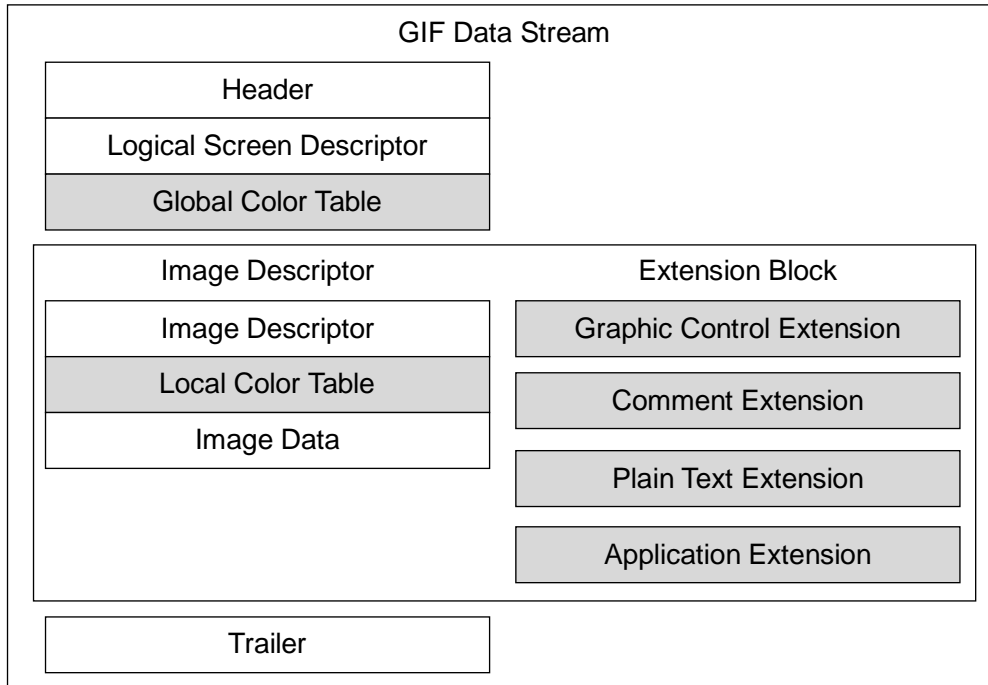 GIF Data Stream
Header
Logical Screen Descriptor
Global Color Table
Image Descriptor
Image Descriptor
Local Color Table
Image Data
Extension Block
Graphic Control Extension
Comment Extension
Plain Text Extension
Application Extension
Trailer